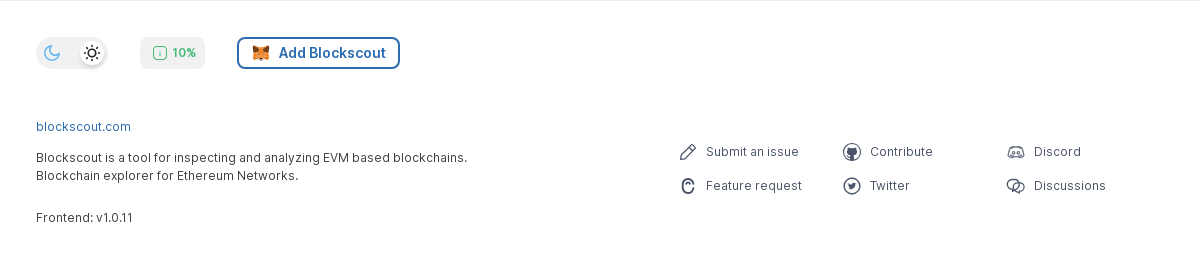 10%
Add Blockscout
blockscout.com
Blockscout is a tool for inspecting and analyzing EVM based blockchains.
Blockchain explorer for Ethereum Networks.
Frontend: v1.0.11
Submit an issue
Contribute
Discord
Feature request
Twitter
Discussions